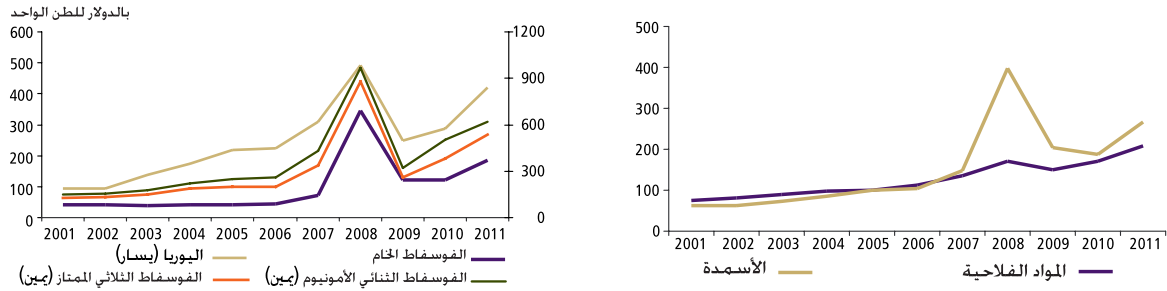 بالدولار للطن الواحد
600
500
400
300
200
100
0
1200
900
600
300
0
2001 2002 2003 2004 2005 2006 2007 2008 2009 2010 2011
الفوسفاط الخام
اليوريا (يسار)
الفوسفاط الثنائي الأمونيوم (يمين)
الفوسفاط الثلاثي الممتاز (يمين)
500
400
300
200
100
0
2001 2002 2003 2004 2005 2006 2007 2008 2009 2010 2011
المواد الفلاحية
الأسمدة